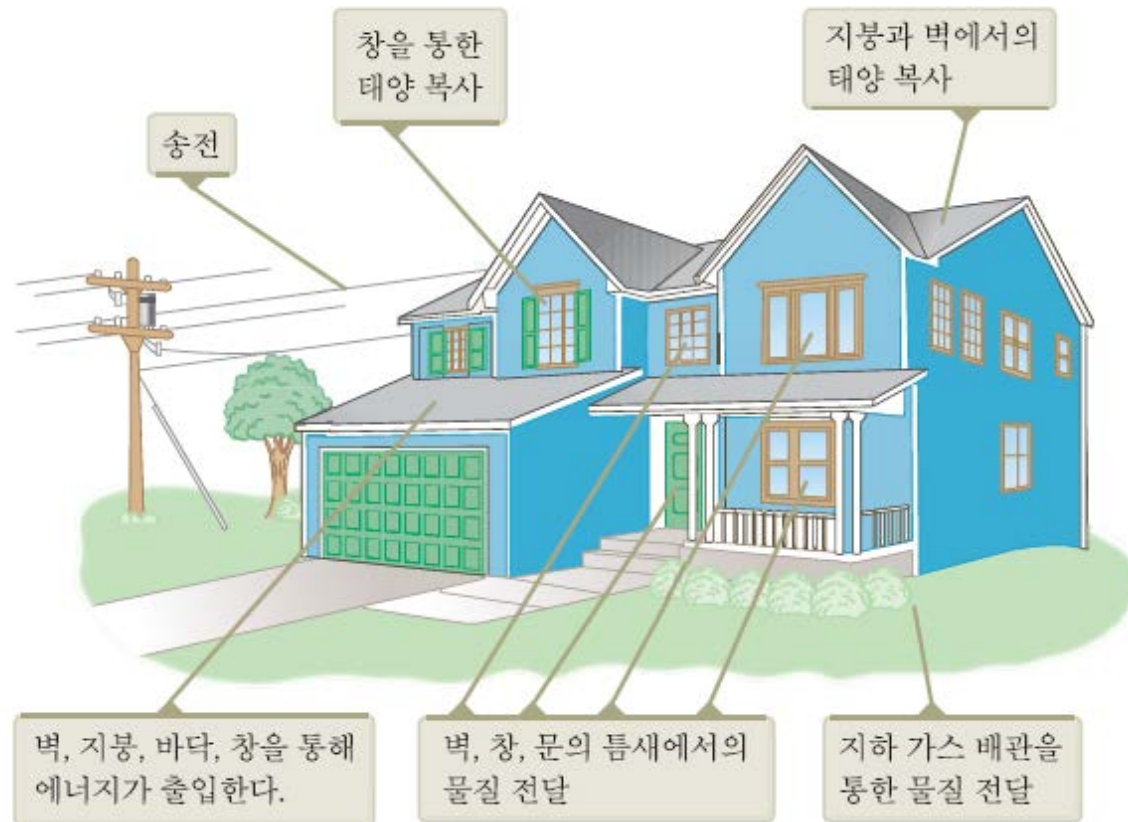 창을 통한
태양 복사
지붕과 벽에서의
태양 복사
송전
벽, 지붕, 바닥, 창을 통해
에너지가 출입한다.
벽, 창, 문의 틈새에서의
물질 전달
지하 가스 배관을
통한 물질 전달